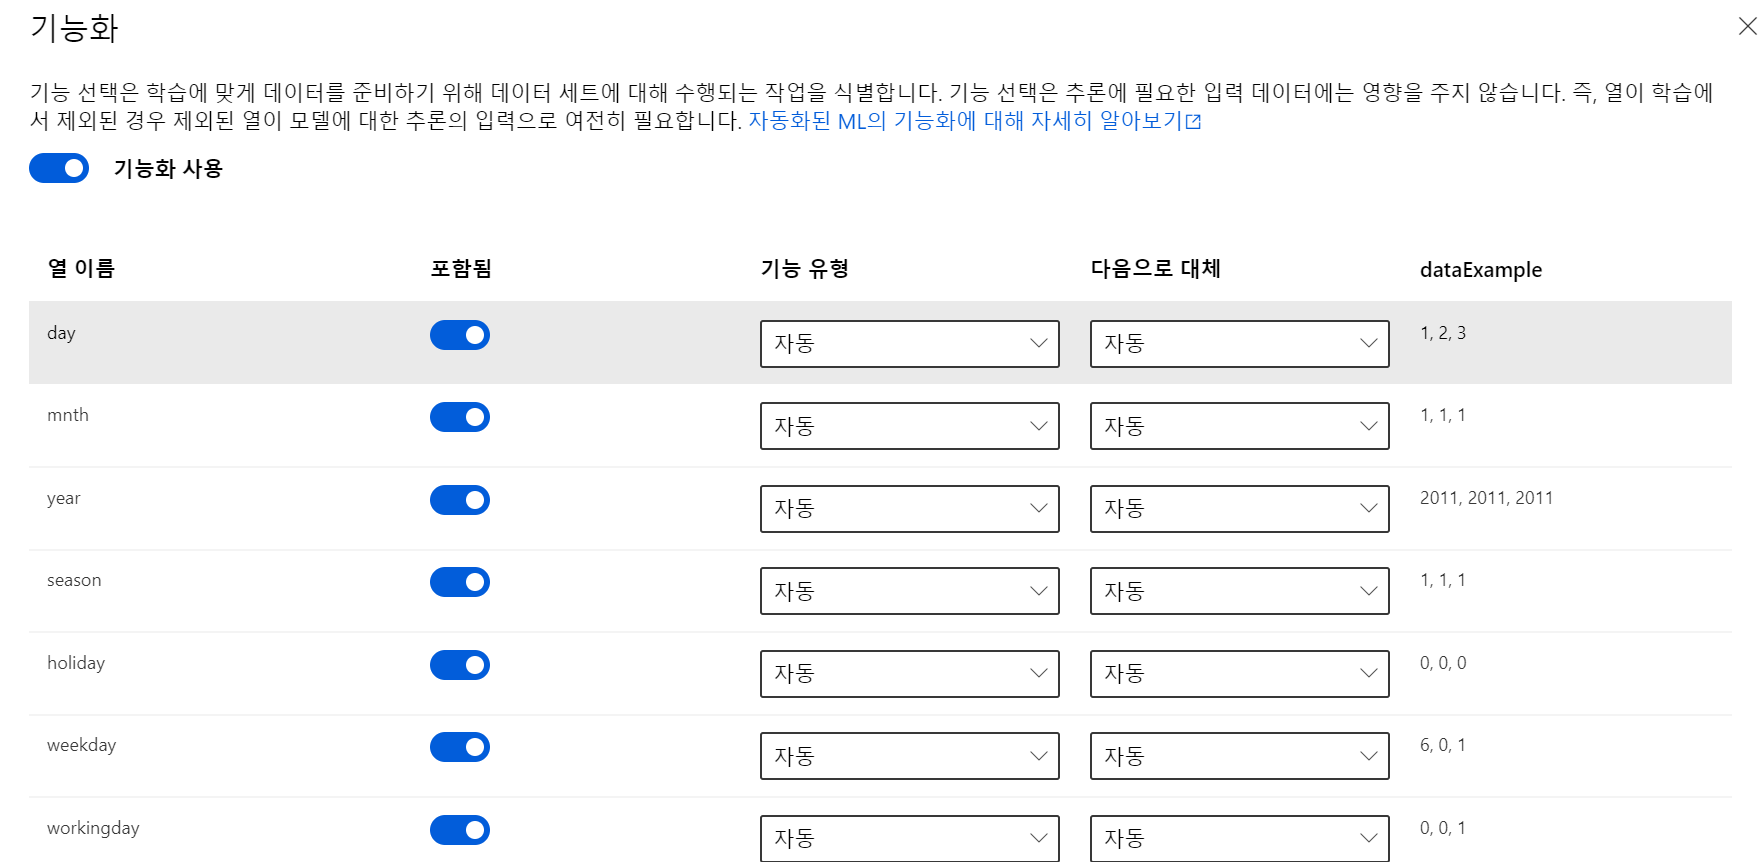 기능화
기능 선택은 학습에 맞게 데이터를 준비하기 위해 데이터 세트에 대해 수행되는 작업을 식별합니다. 기능 선택은 추론에 필요한 입력 데이터에는 영향을 주지 않습니다. 즉, 열이 학습에
서 제외된 경우 제외된 열이 모델에 대한 추론의 입력으로 여전히 필요합니다. 자동화된 ML의 기능화에 대해 자세히 알아보기
기능화 사용
열 이름 포함됨 기능 유형 다음으로 대체 dataExample
day 자동 자동 1, 2, 3
mnth 자동 자동 1, 1, 1
year 자동 자동 2011, 2011, 2011
season 자동 자동 1, 1, 1
holiday 자동 자동 0, 0, 0
weekday 자동 자동 6, 0, 1
workingday 자동 자동 0, 0, 1